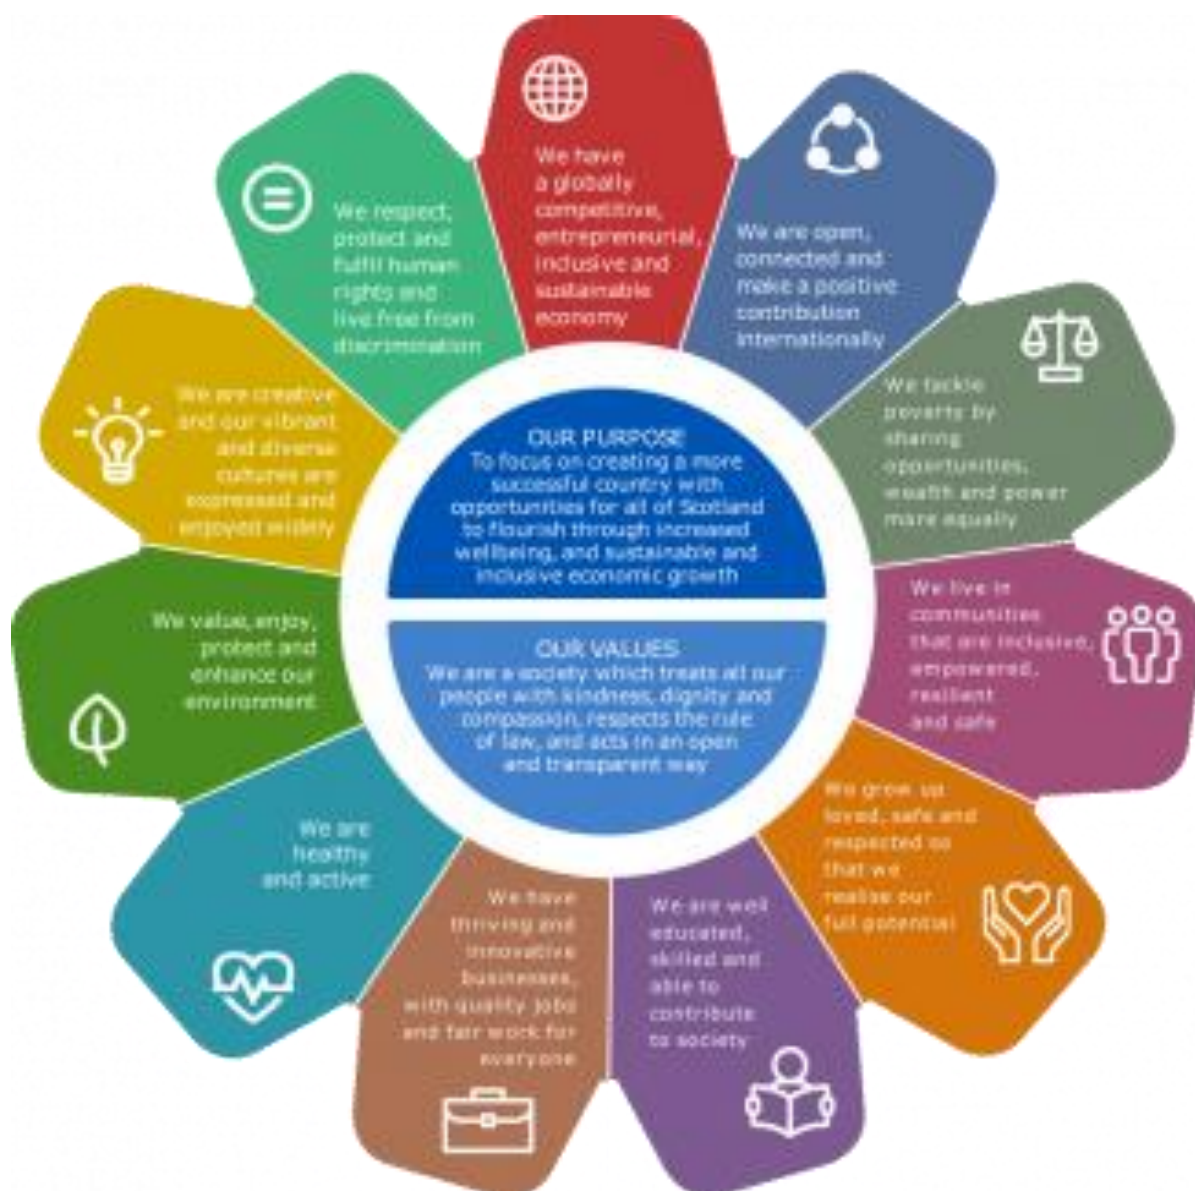 We have
a globally
competitive,
entrepreneurial,
inclusive and
sustainable
economy
We are open,
connected and
make a positive
contribution
internationally
We tackle
poverty by
sharing
opportunities,
wealth and power
more equally
We live in
communities
that are inclusive,
empowered,
resilient
and safe
We grow up
loved, safe and
respected so
that we
realise our
full potential
We are well
educated,
skilled and
able to
contribute
to society
We have
thriving and
innovative
businesses,
with quality jobs
and fair work for
everyone
We are
healthy
and active
We value, enjoy,
protect and
enhance our
environment
We are creative
and our vibrant
and diverse
cultures are
expressed and
enjoyed widely
We respect,
protect and
fulfil human
rights and
live free from
discrimination
OUR PURPOSE
To focus on creating a more
successful country with
opportunities for all of Scotland
to flourish through increased
wellbeing, and sustainable and
inclusive economic growth
OUR VALUES
We are a society which treats all our
people with kindness, dignity and
compassion, respects the rule
of law, and acts in an open
and transparent way